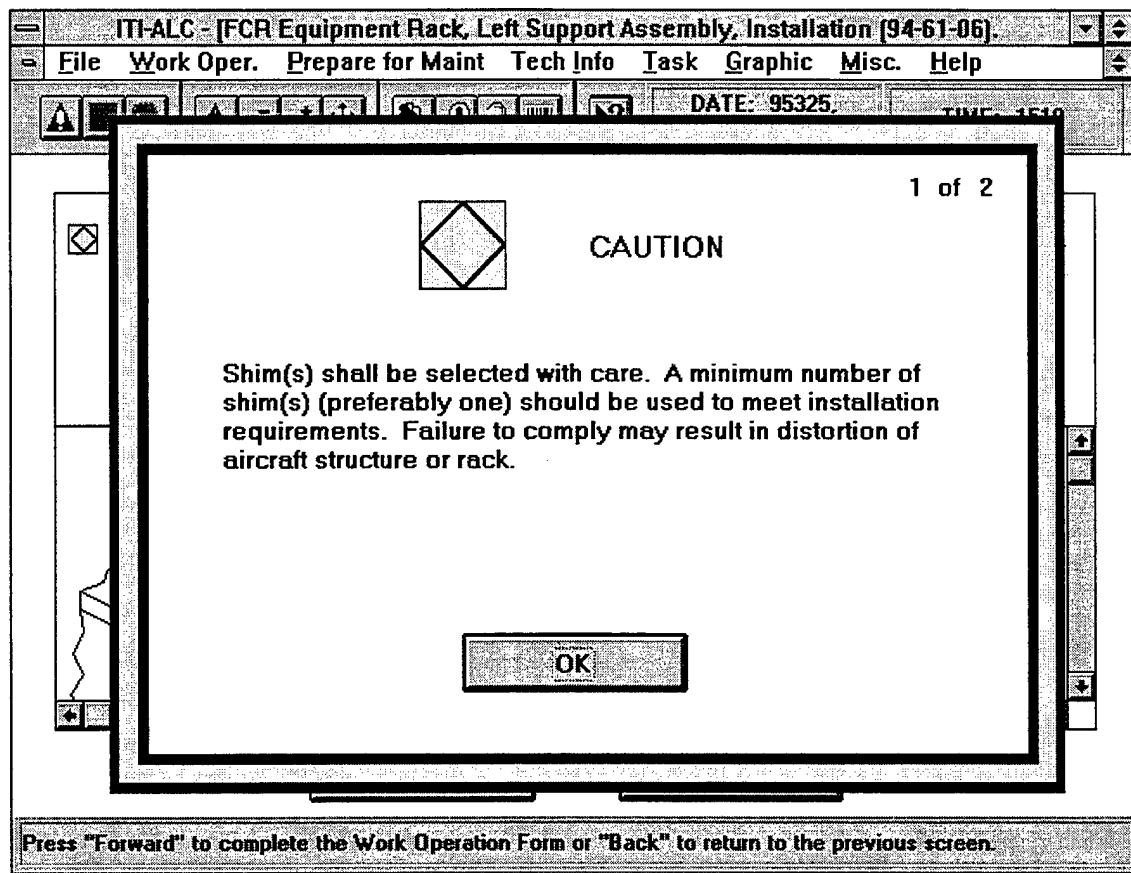 ITI-ALC - [FCR Equipment Rack, Left Support Assembly, Installation (94-61-06).
File Work Oper. Prepare for Maint Tech Info Task Graphic Misc. Help
DATE: 95325,
TIME: 1519
1 of 2
CAUTION
Shim(s) shall be selected with care. A minimum number of
shim(s) (preferably one) should be used to meet installation
requirements. Failure to comply may result in distortion of
aircraft structure or rack.
OK
Press "Forward" to complete the Work Operation Form or "Back" to return to the previous screen.